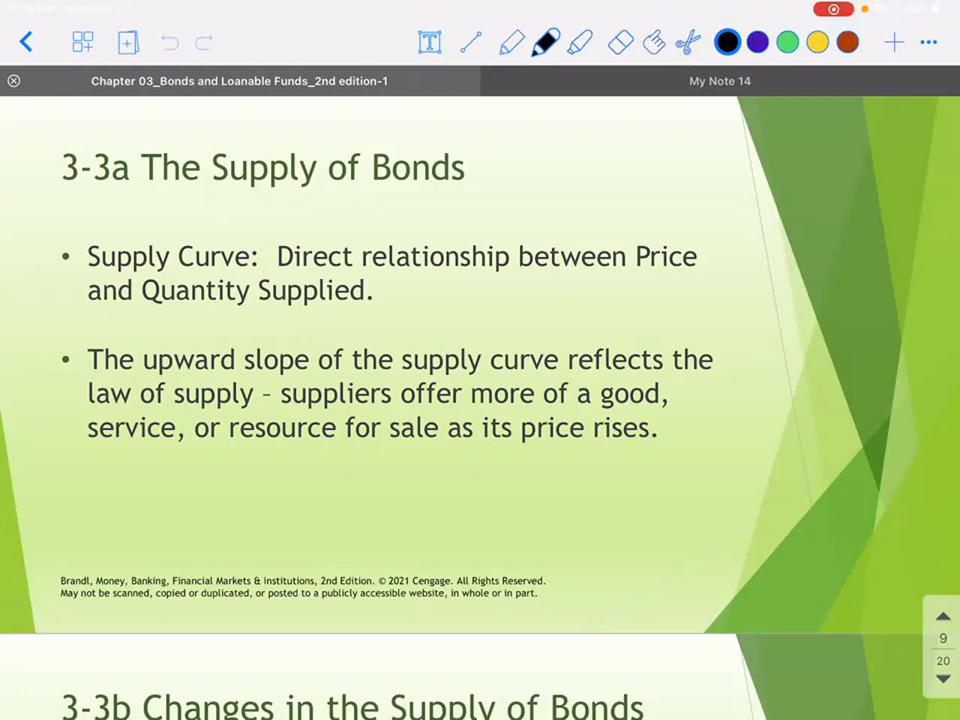 Chapter 03_Bonds and Loanable Funds_2nd edition-1
My Note 14
3-3a The Supply of Bonds
• Supply Curve:  Direct relationship between Price
and Quantity Supplied.
• The upward slope of the supply curve reflects the
law of supply – suppliers offer more of a good,
service, or resource for sale as its price rises.
Brandl, Money, Banking, Financial Markets & Institutions, 2nd Edition. © 2021 Cengage. All Rights Reserved.
May not be scanned, copied or duplicated, or posted to a publicly accessible website, in whole or in part.
9
20
3-3b Changes in the Supply of Bonds